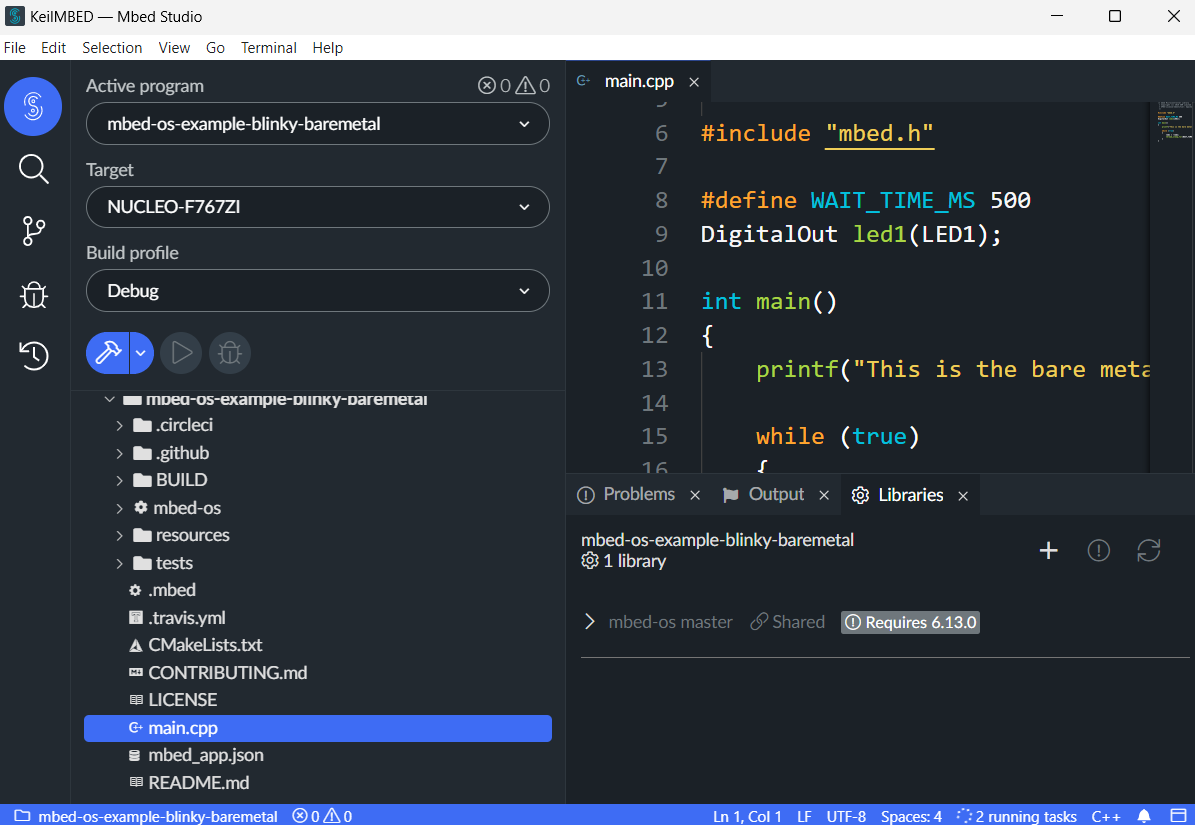 KeilMBED — Mbed Studio
File Edit Selection View Go Terminal Help
Active program 0 0
mbed-os-example-blinky-baremetal
Target
NUCLEO-F767ZI
Build profile
Debug
mbed-os-example-blinky-baremetal
.circleci
.github
BUILD
mbed-os
resources
tests
.mbed
.travis.yml
CMakeLists.txt
CONTRIBUTING.md
LICENSE
main.cpp
mbed_app.json
README.md
main.cpp
6 #include "mbed.h"
7
8 #define WAIT_TIME_MS 500
9 DigitalOut led1(LED1);
10
11 int main()
12 {
13 printf("This is the bare meta
14
15 while (true)
16 {
Problems Output Libraries
mbed-os-example-blinky-baremetal
1 library
mbed-os master Shared Requires 6.13.0
mbed-os-example-blinky-baremetal 0 0 Ln 1, Col 1 LF UTF-8 Spaces: 4 2 running tasks C++